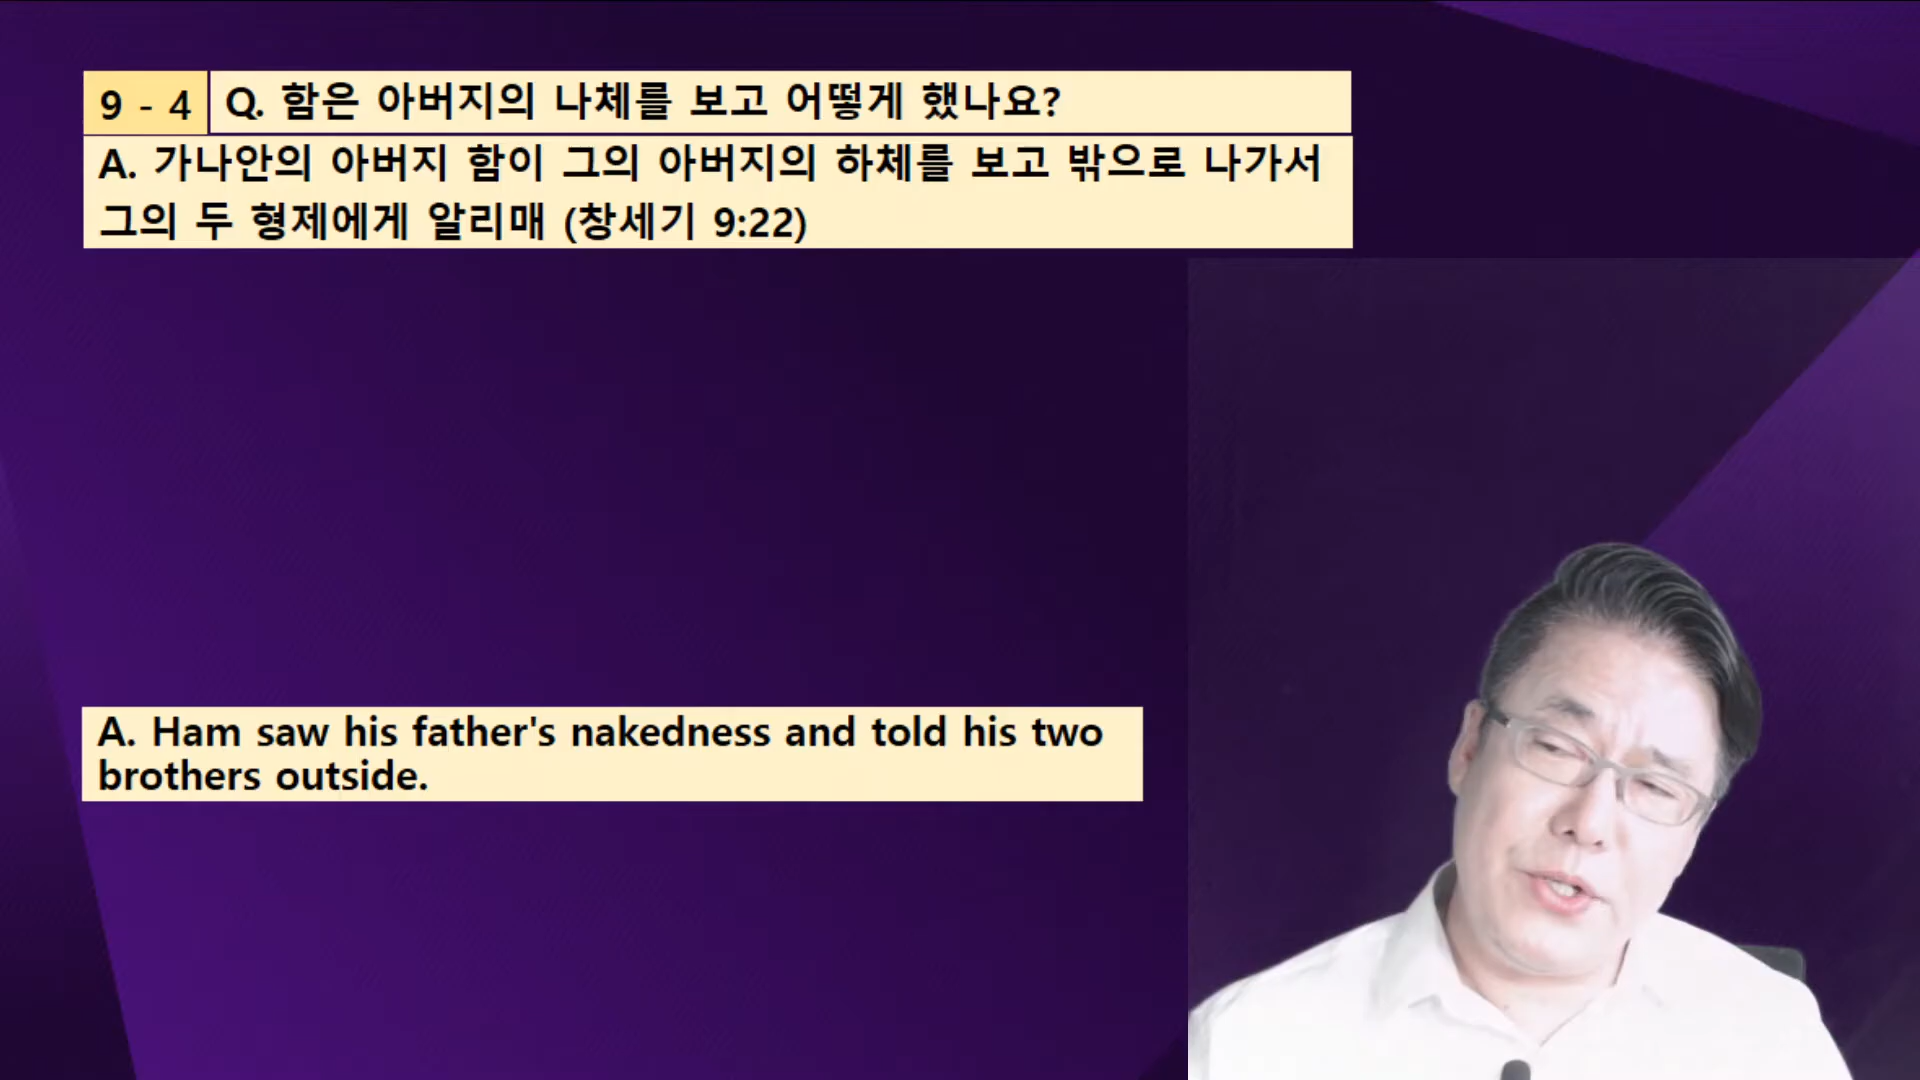 9 - 4
Q. 함은 아버지의 나체를 보고 어떻게 했나요?
A. 가나안의 아버지 함이 그의 아버지의 하체를 보고 밖으로 나가서
그의 두 형제에게 알리매 (창세기 9:22)
A. Ham saw his father's nakedness and told his two
brothers outside.